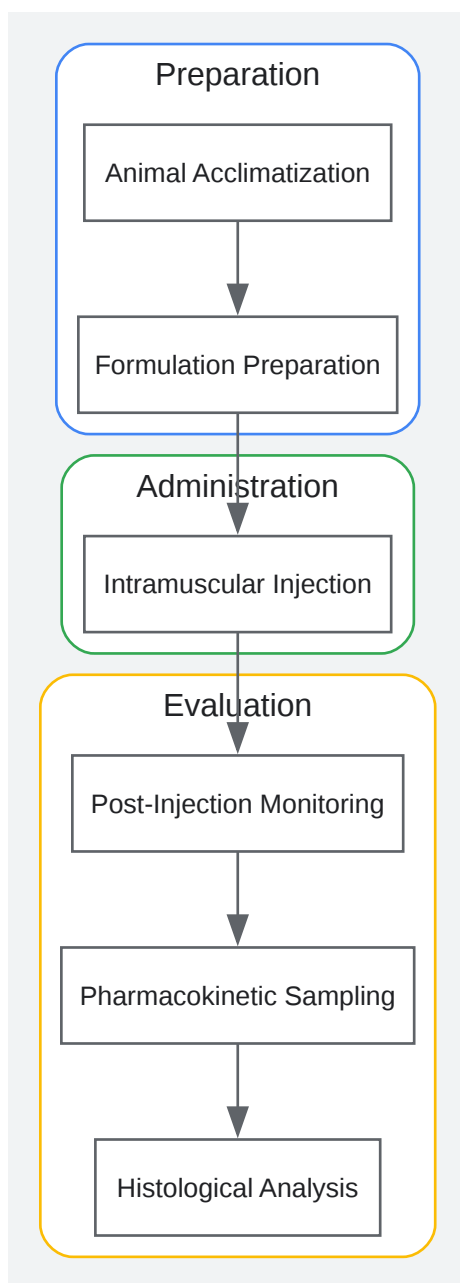 Preparation
Animal Acclimatization
Formulation Preparation
Administration
Intramuscular Injection
Evaluation
Post-Injection Monitoring
Pharmacokinetic Sampling
Histological Analysis